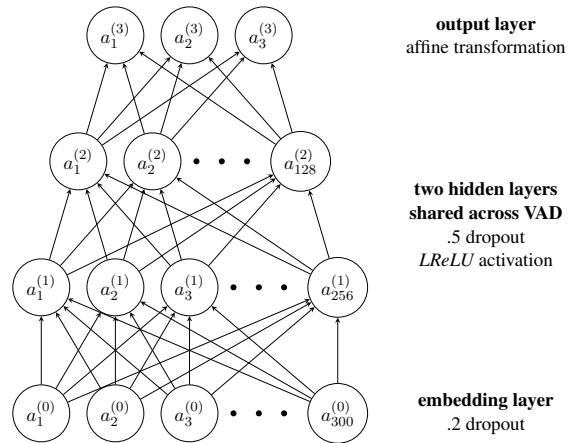 a_1^{(3)} a_2^{(3)} a_3^{(3)}
output layer
affine transformation
a_1^{(2)} a_2^{(2)} • • • a_{128}^{(2)}
two hidden layers
shared across VAD
.5 dropout
LReLU activation
a_1^{(1)} a_2^{(1)} a_3^{(1)} • • • a_{256}^{(1)}
a_1^{(0)} a_2^{(0)} a_3^{(0)} • • • a_{300}^{(0)}
embedding layer
.2 dropout